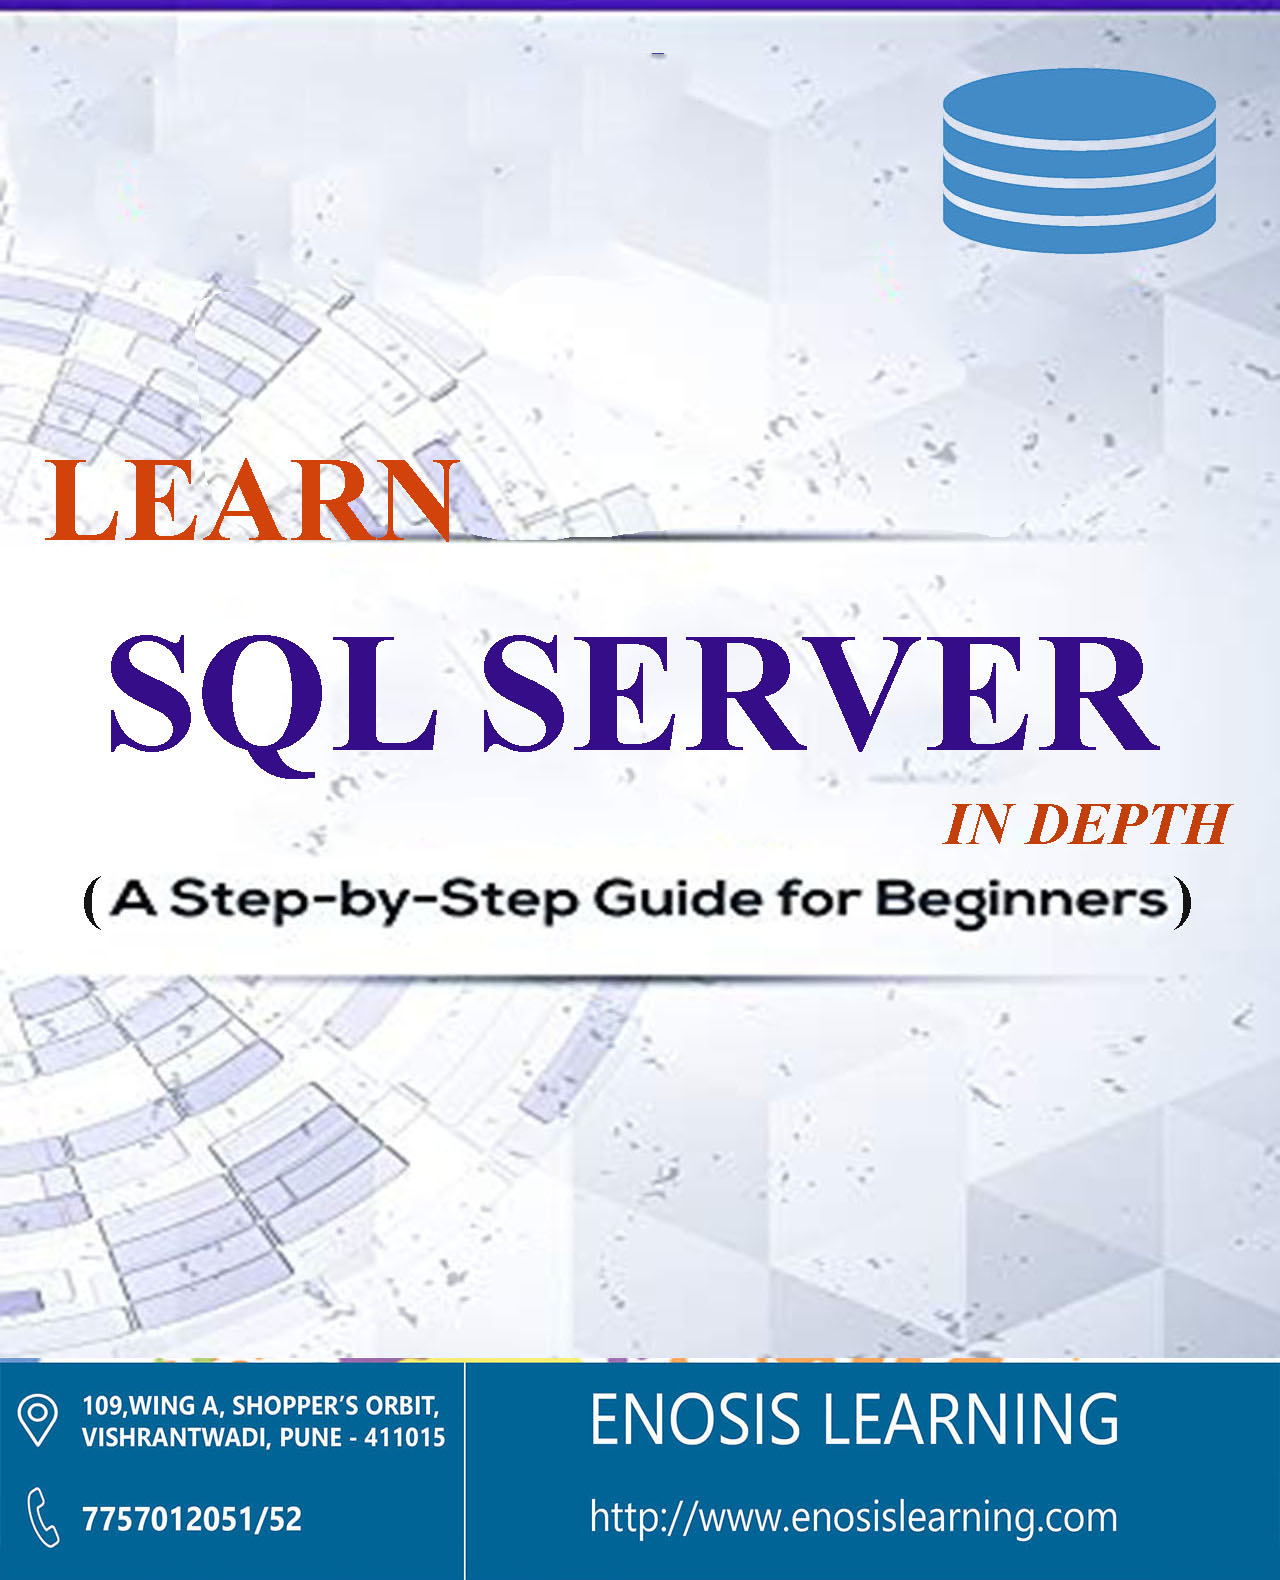 LEARN
SQL SERVER
IN DEPTH
(A Step-by-Step Guide for Beginners)
109,WING A, SHOPPER'S ORBIT,
VISHRANTWADI, PUNE - 411015
7757012051/52
ENOSIS LEARNING
http://www.enosislearning.com